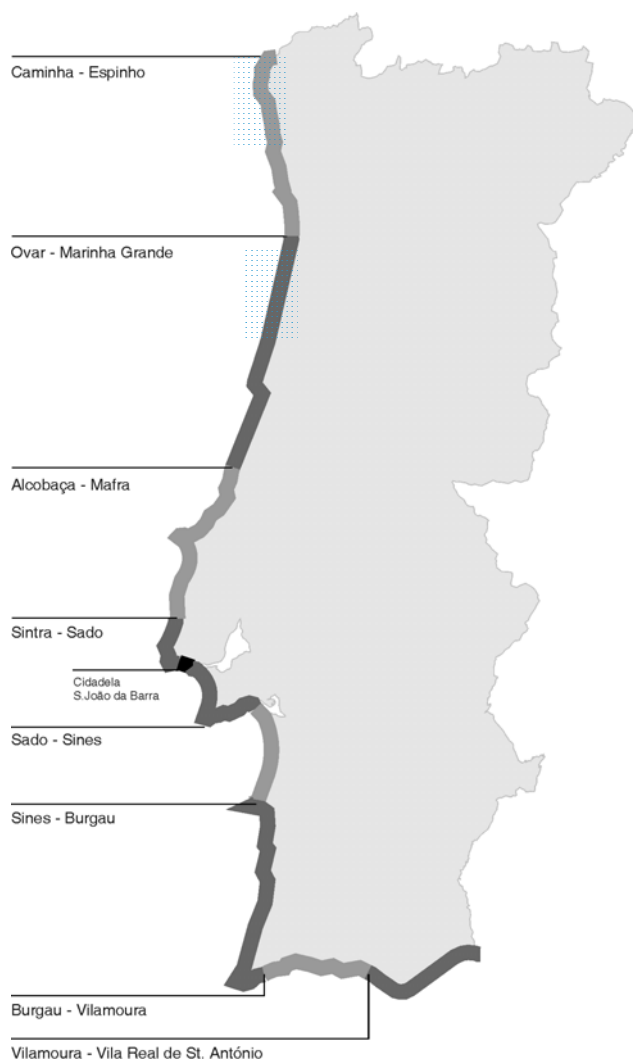 Caminha - Espinho
Ovar - Marinha Grande
Alcobaça - Mafra
Sintra - Sado
Cidadela
S.João da Barra
Sado - Sines
Sines - Burgau
Burgau - Vilamoura
Vilamoura - Vila Real de St. António